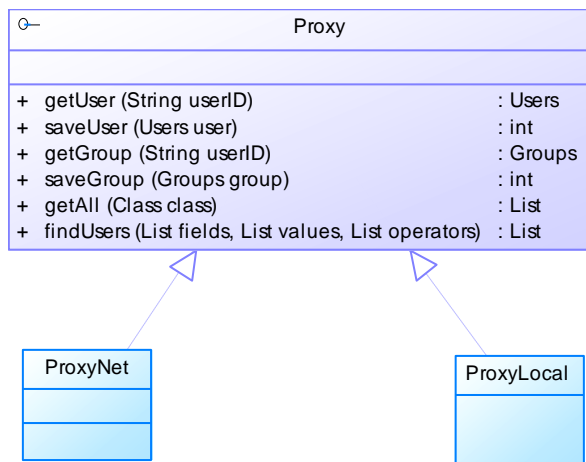 Proxy
+ getUser (String userID) : Users
+ saveUser (Users user) : int
+ getGroup (String userID) : Groups
+ saveGroup (Groups group) : int
+ getAll (Class class) : List
+ findUsers (List fields, List values, List operators) : List
ProxyNet
ProxyLocal